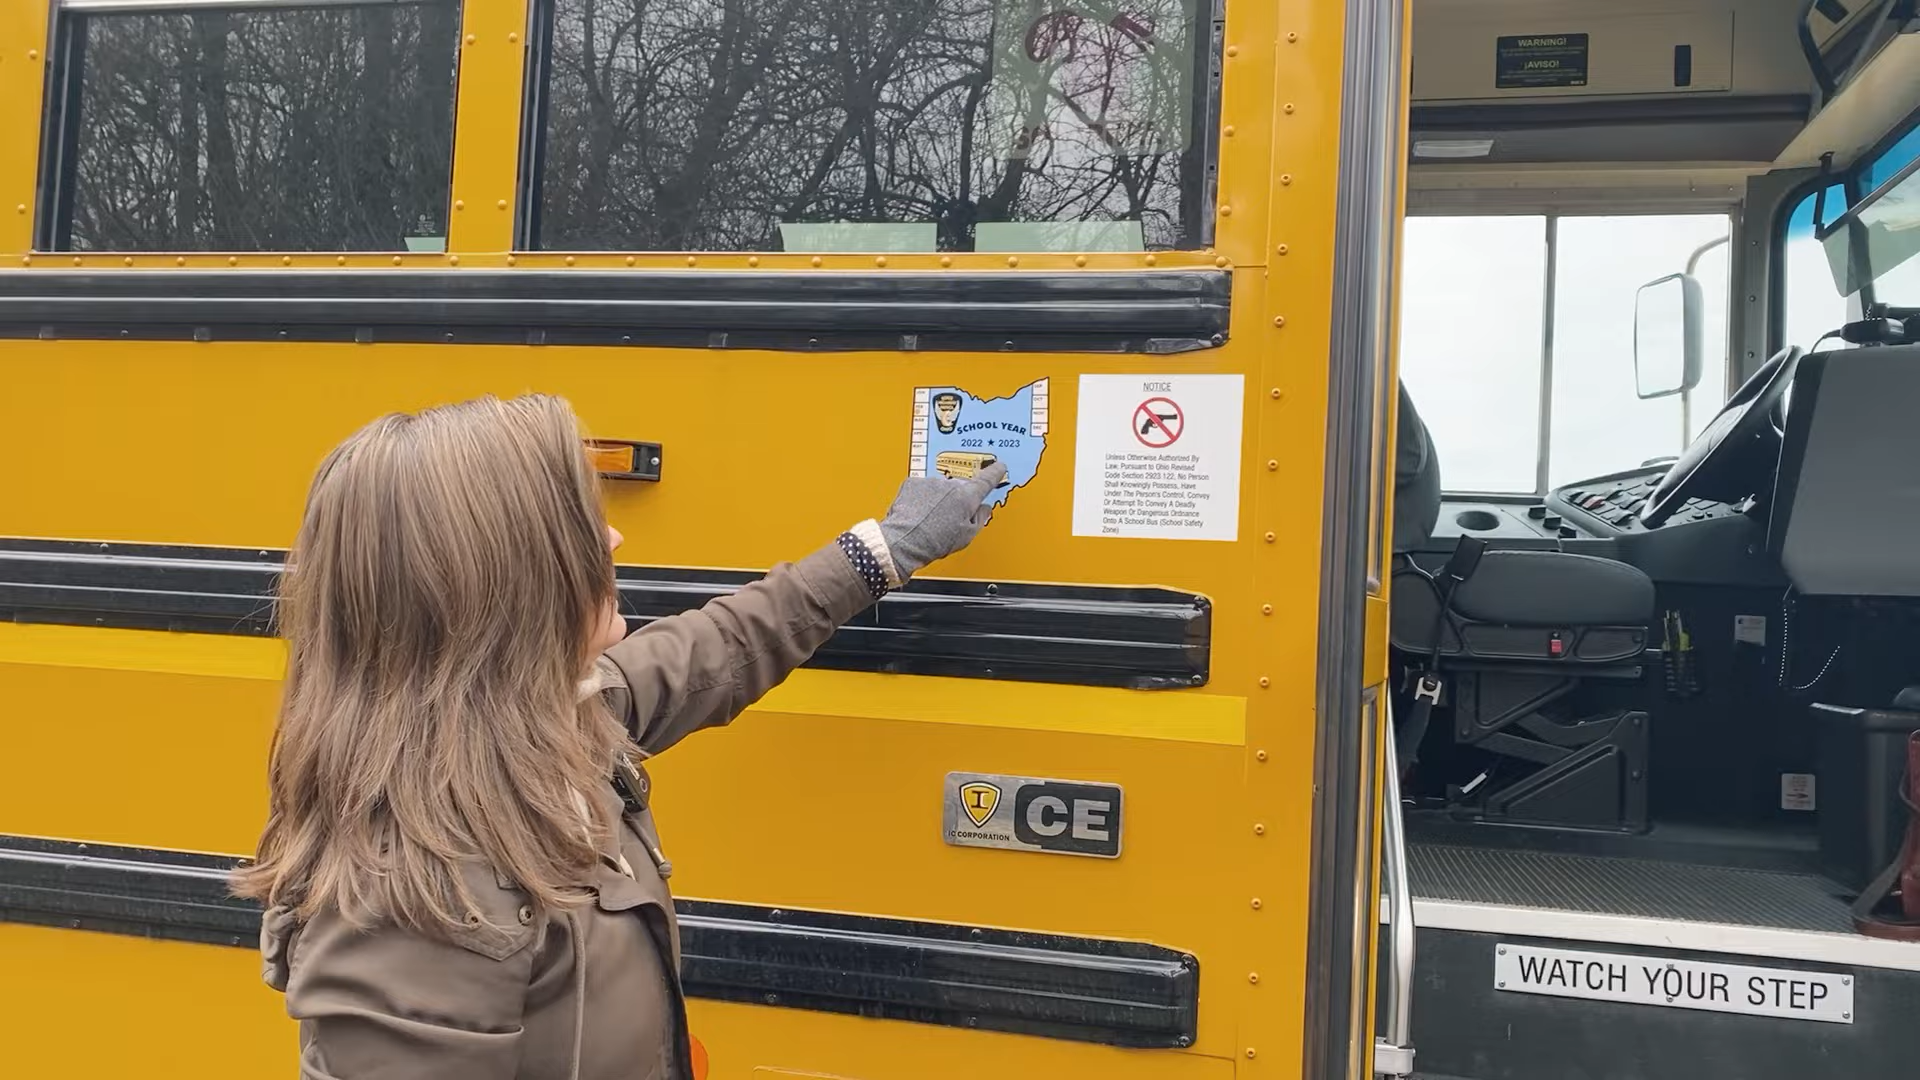 WARNING!
¡AVISO!
SCHOOL YEAR
2022 ★ 2023
NOTICE
Unless Otherwise Authorized By
Law, Pursuant to Ohio Revised
Code Section 2923.122, No Person
Shall Knowingly Possess, Have
Under The Person's Control, Convey
Or Attempt To Convey A Deadly
Weapon Or Dangerous Ordnance
Onto A School Bus (School Safety
Zone)
I
IC CORPORATION
CE
WATCH YOUR STEP